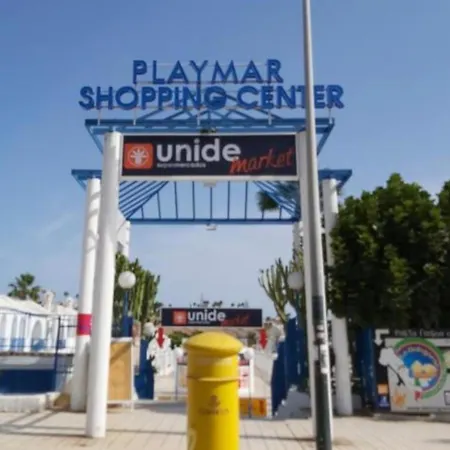 PLAYMAR
SHOPPING CENTER
unide
market
supermercados
unide
market